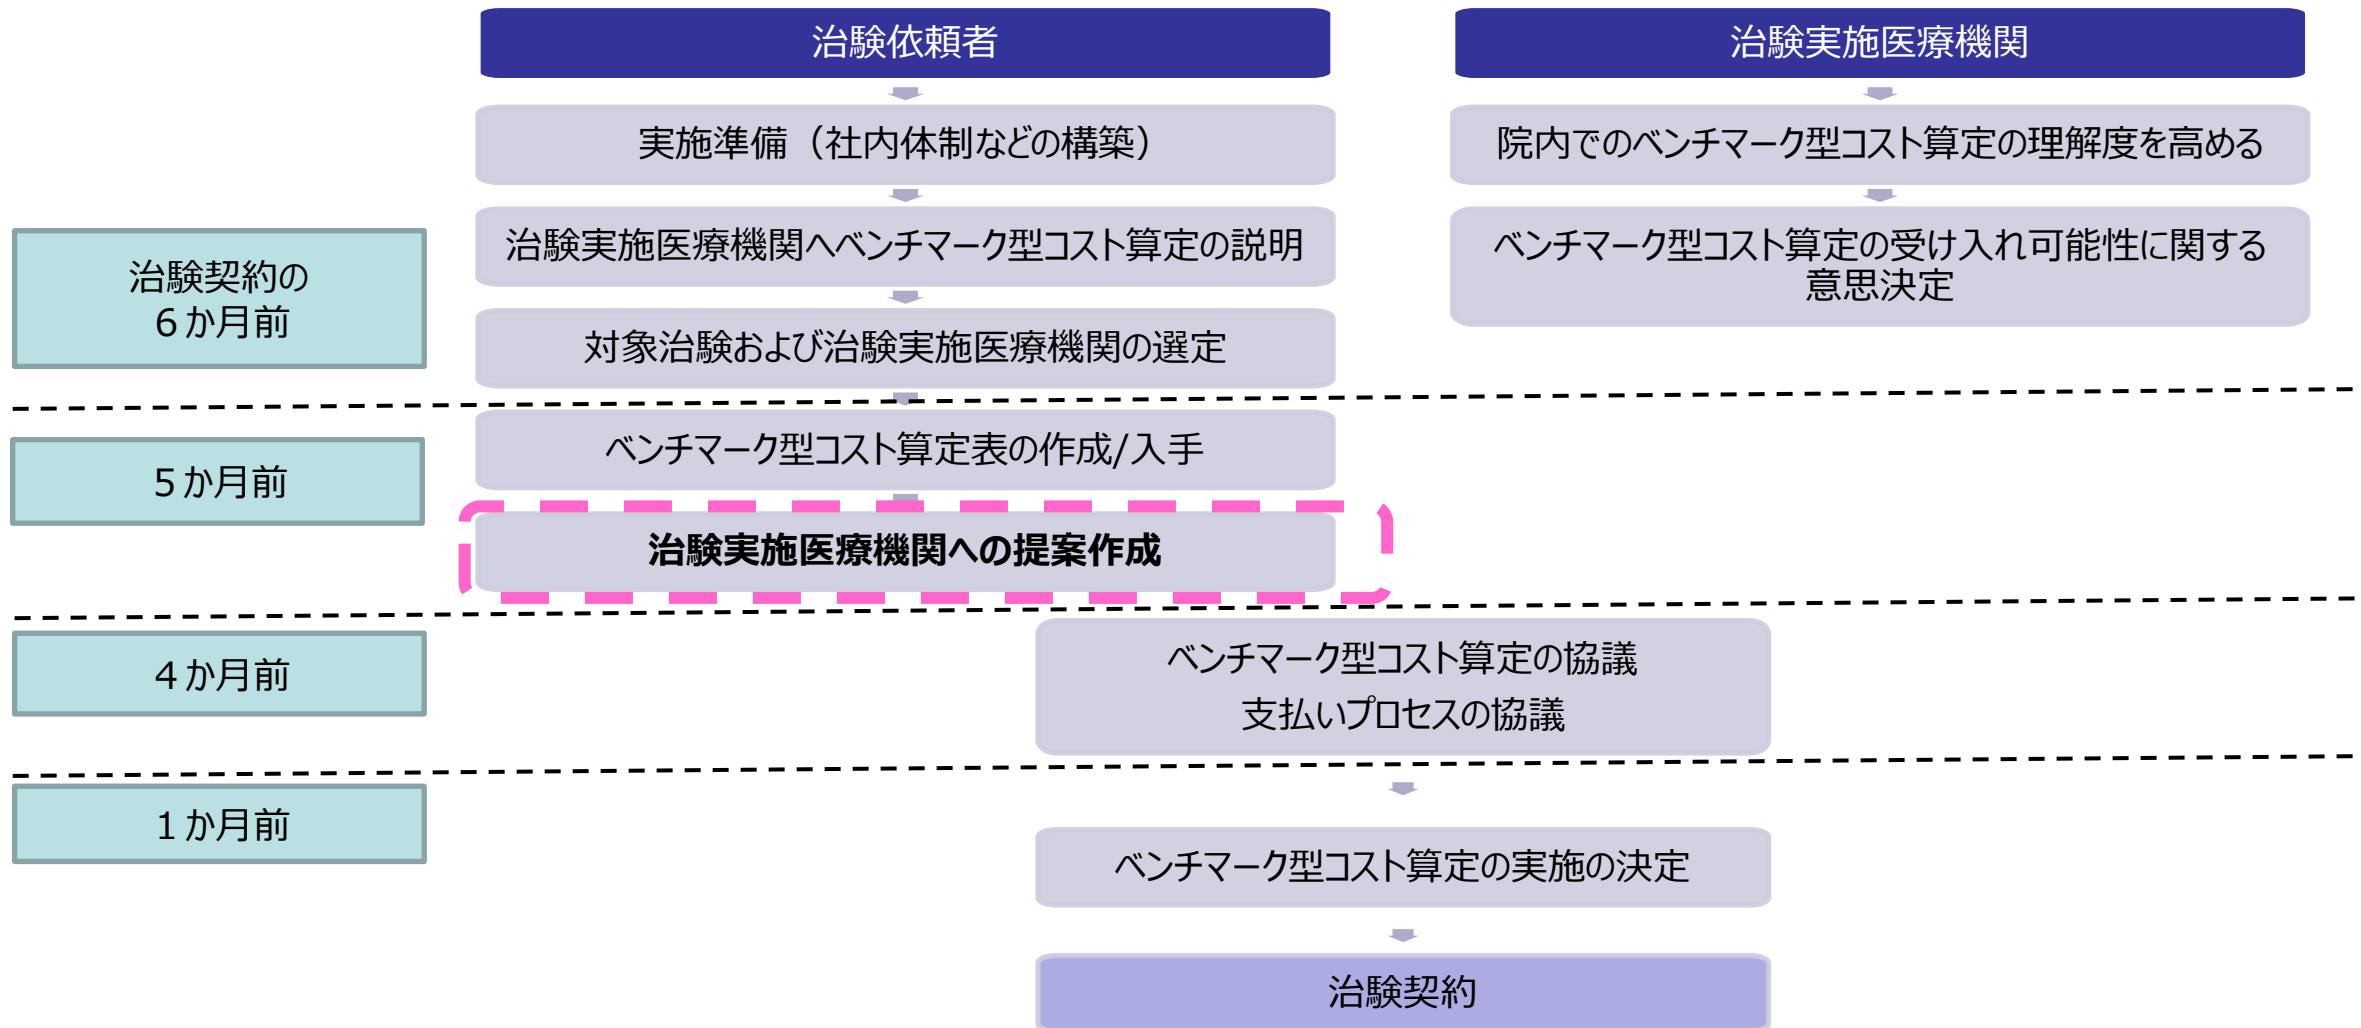 治験依頼者
治験実施医療機関
実施準備（社内体制などの構築）
院内でのベンチマーク型コスト算定の理解度を高める
治験契約の
６か月前
治験実施医療機関へベンチマーク型コスト算定の説明
ベンチマーク型コスト算定の受け入れ可能性に関する
意思決定
対象治験および治験実施医療機関の選定
５か月前
ベンチマーク型コスト算定表の作成/入手
治験実施医療機関への提案作成
４か月前
ベンチマーク型コスト算定の協議
支払いプロセスの協議
１か月前
ベンチマーク型コスト算定の実施の決定
治験契約